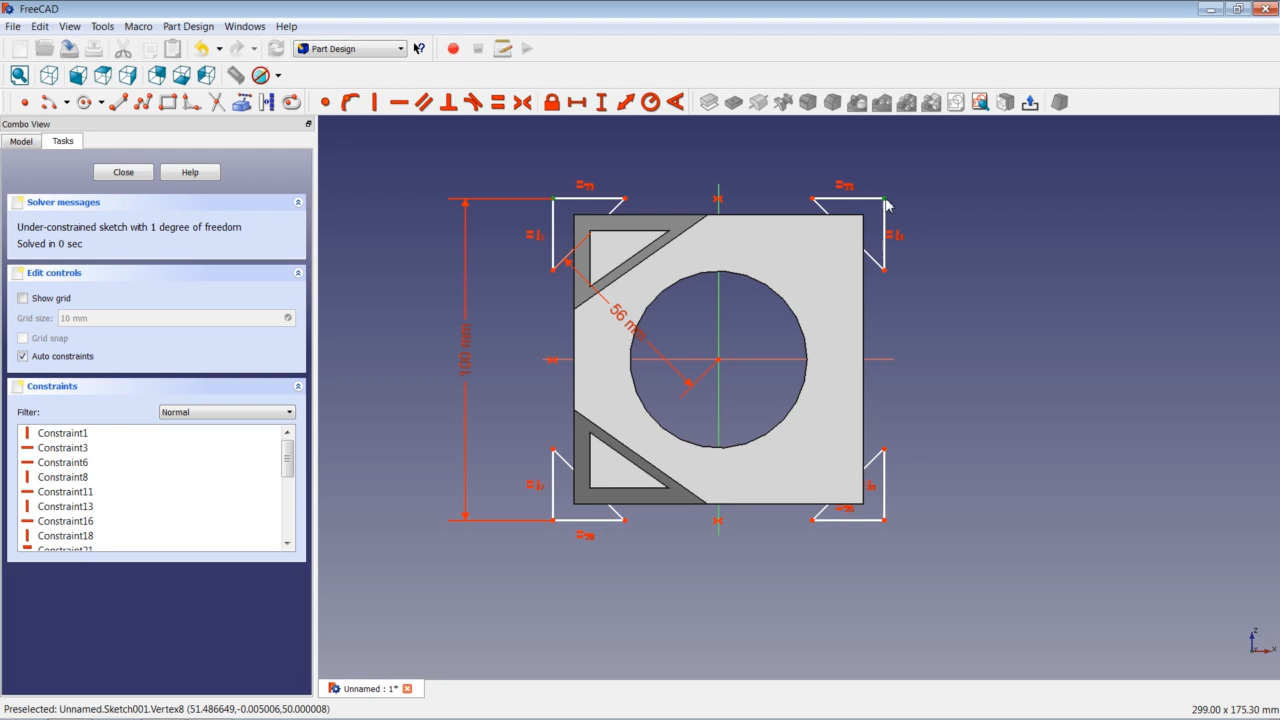 FreeCAD
File Edit View Tools Macro Part Design Windows Help
Part Design
Combo View
Model Tasks
Close Help
Solver messages
Under-constrained sketch with 1 degree of freedom
Solved in 0 sec
Edit controls
Show grid
Grid size: 10 mm
Grid snap
Auto constraints
Constraints
Filter: Normal
Constraint1
Constraint3
Constraint6
Constraint8
Constraint11
Constraint13
Constraint16
Constraint18
Constraint21
56 mm
100 mm
z
x
Unnamed : 1*
Preselected: Unnamed.Sketch001.Vertex8 (51.486649,-0.005006,50.000008)
299.00 x 175.30 mm